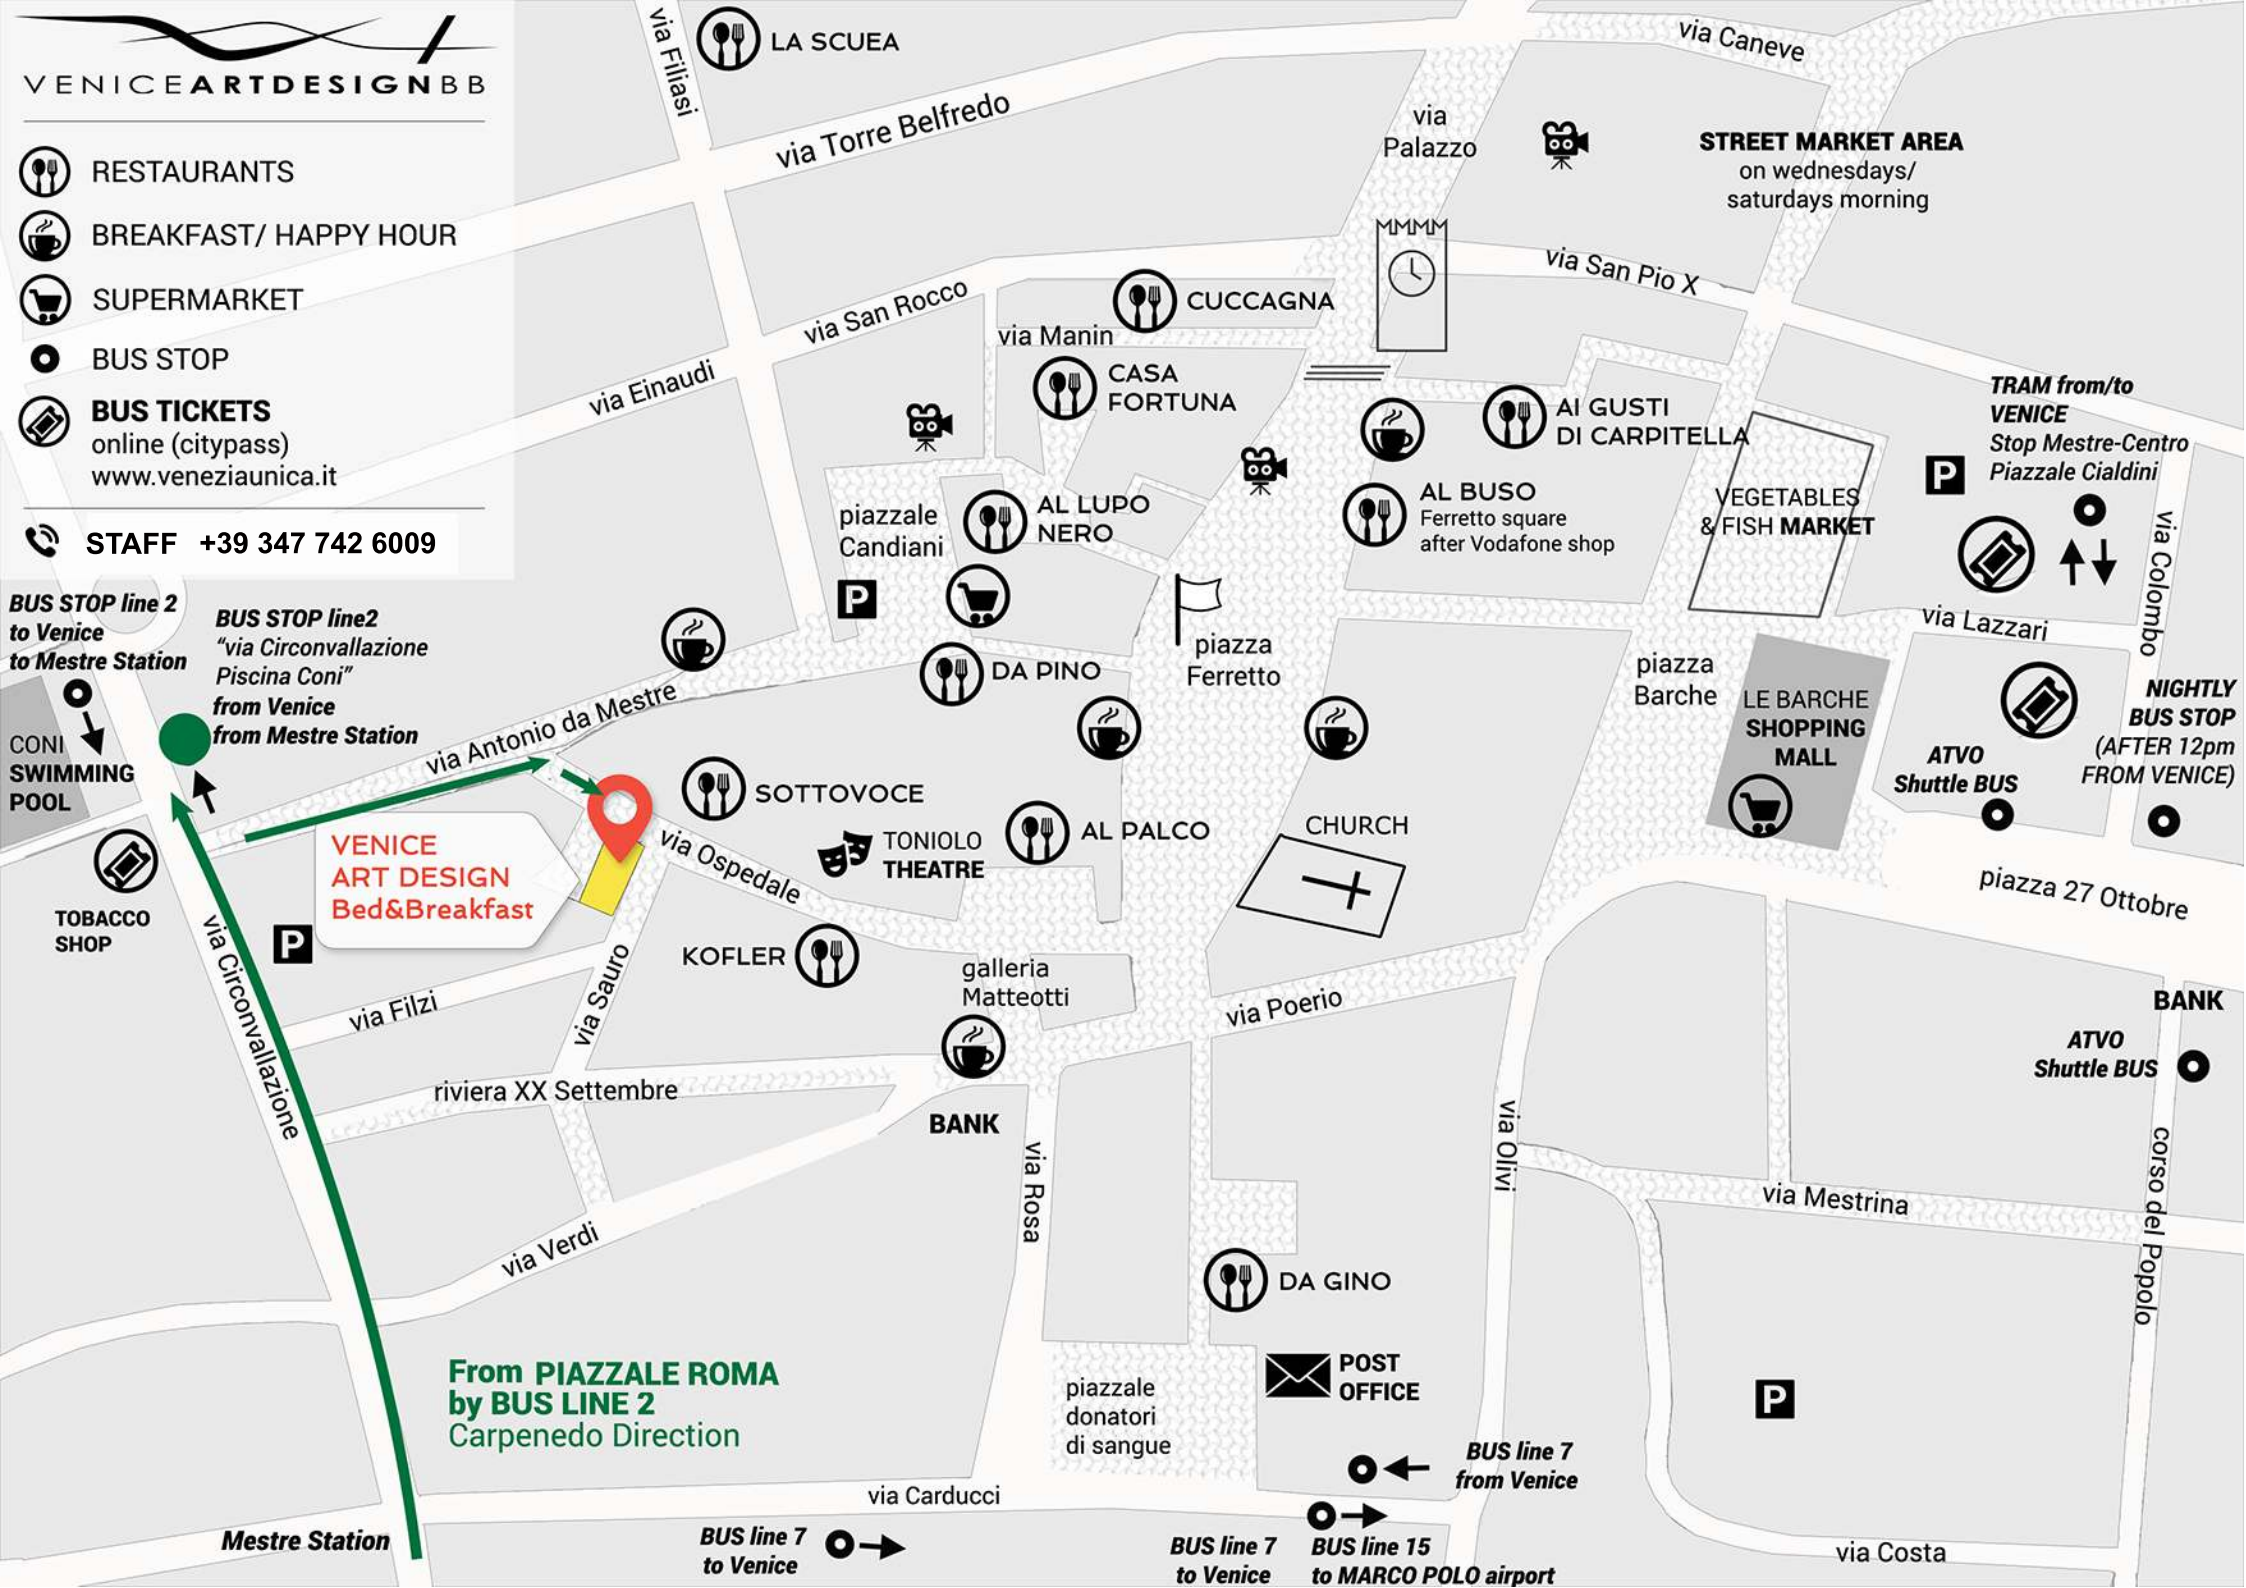 VENICEARTDESIGNBB
RESTAURANTS
BREAKFAST/ HAPPY HOUR
SUPERMARKET
BUS STOP
BUS TICKETS
online (citypass)
www.veneziaunica.it
STAFF +39 347 742 6009
via Filiasi
LA SCUEA
via Torre Belfredo
via Caneve
via
Palazzo
STREET MARKET AREA
on wednesdays/
saturdays morning
via San Pio X
via San Rocco
via Einaudi
CUCCAGNA
via Manin
CASA
FORTUNA
AI GUSTI
DI CARPITELLA
TRAM from/to
VENICE
Stop Mestre-Centro
Piazzale Cialdini
P
via Colombo
VEGETABLES
& FISH MARKET
AL BUSO
Ferretto square
after Vodafone shop
AL LUPO
NERO
piazzale
Candiani
P
via Lazzari
piazza
Ferretto
piazza
Barche
LE BARCHE
SHOPPING
MALL
NIGHTLY
BUS STOP
(AFTER 12pm
FROM VENICE)
ATVO
Shuttle BUS
piazza 27 Ottobre
BUS STOP line 2
to Venice
to Mestre Station
BUS STOP line2
“via Circonvallazione
Piscina Coni”
from Venice
from Mestre Station
CONI
SWIMMING
POOL
TOBACCO
SHOP
via Antonio da Mestre
DA PINO
SOTTOVOCE
TONIOLO
THEATRE
AL PALCO
CHURCH
VENICE
ART DESIGN
Bed&Breakfast
via Ospedale
P
KOFLER
galleria
Matteotti
via Poerio
via Circonvallazione
via Filzi
via Sauro
riviera XX Settembre
BANK
BANK
ATVO
Shuttle BUS
via Rosa
via Olivi
via Mestrina
corso del Popolo
via Verdi
DA GINO
POST
OFFICE
piazzale
donatori
di sangue
P
From PIAZZALE ROMA
by BUS LINE 2
Carpenedo Direction
BUS line 7
from Venice
via Carducci
Mestre Station
BUS line 7
to Venice
BUS line 7
to Venice
BUS line 15
to MARCO POLO airport
via Costa